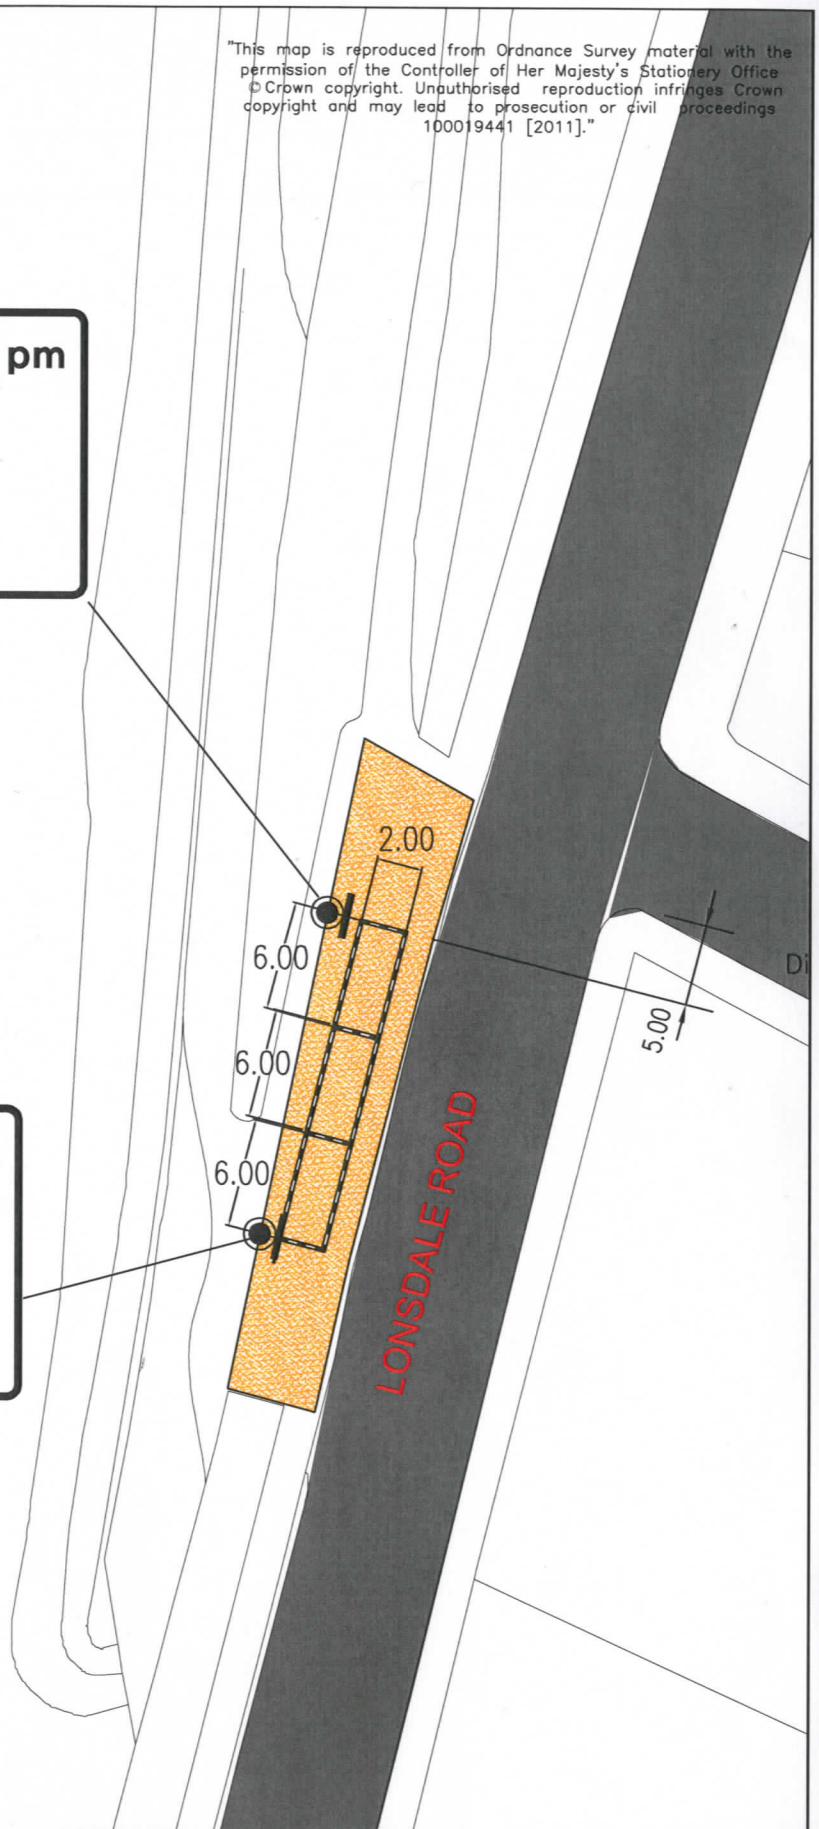 "This map is reproduced from Ordnance Survey material with the
permission of the Controller of Her Majesty's Stationery Office
© Crown copyright. Unauthorised reproduction infringes Crown
copyright and may lead to prosecution or civil proceedings
100019441 [2011]."
pm
2.00
6.00
6.00
6.00
Di
5.00
LONSDALE ROAD